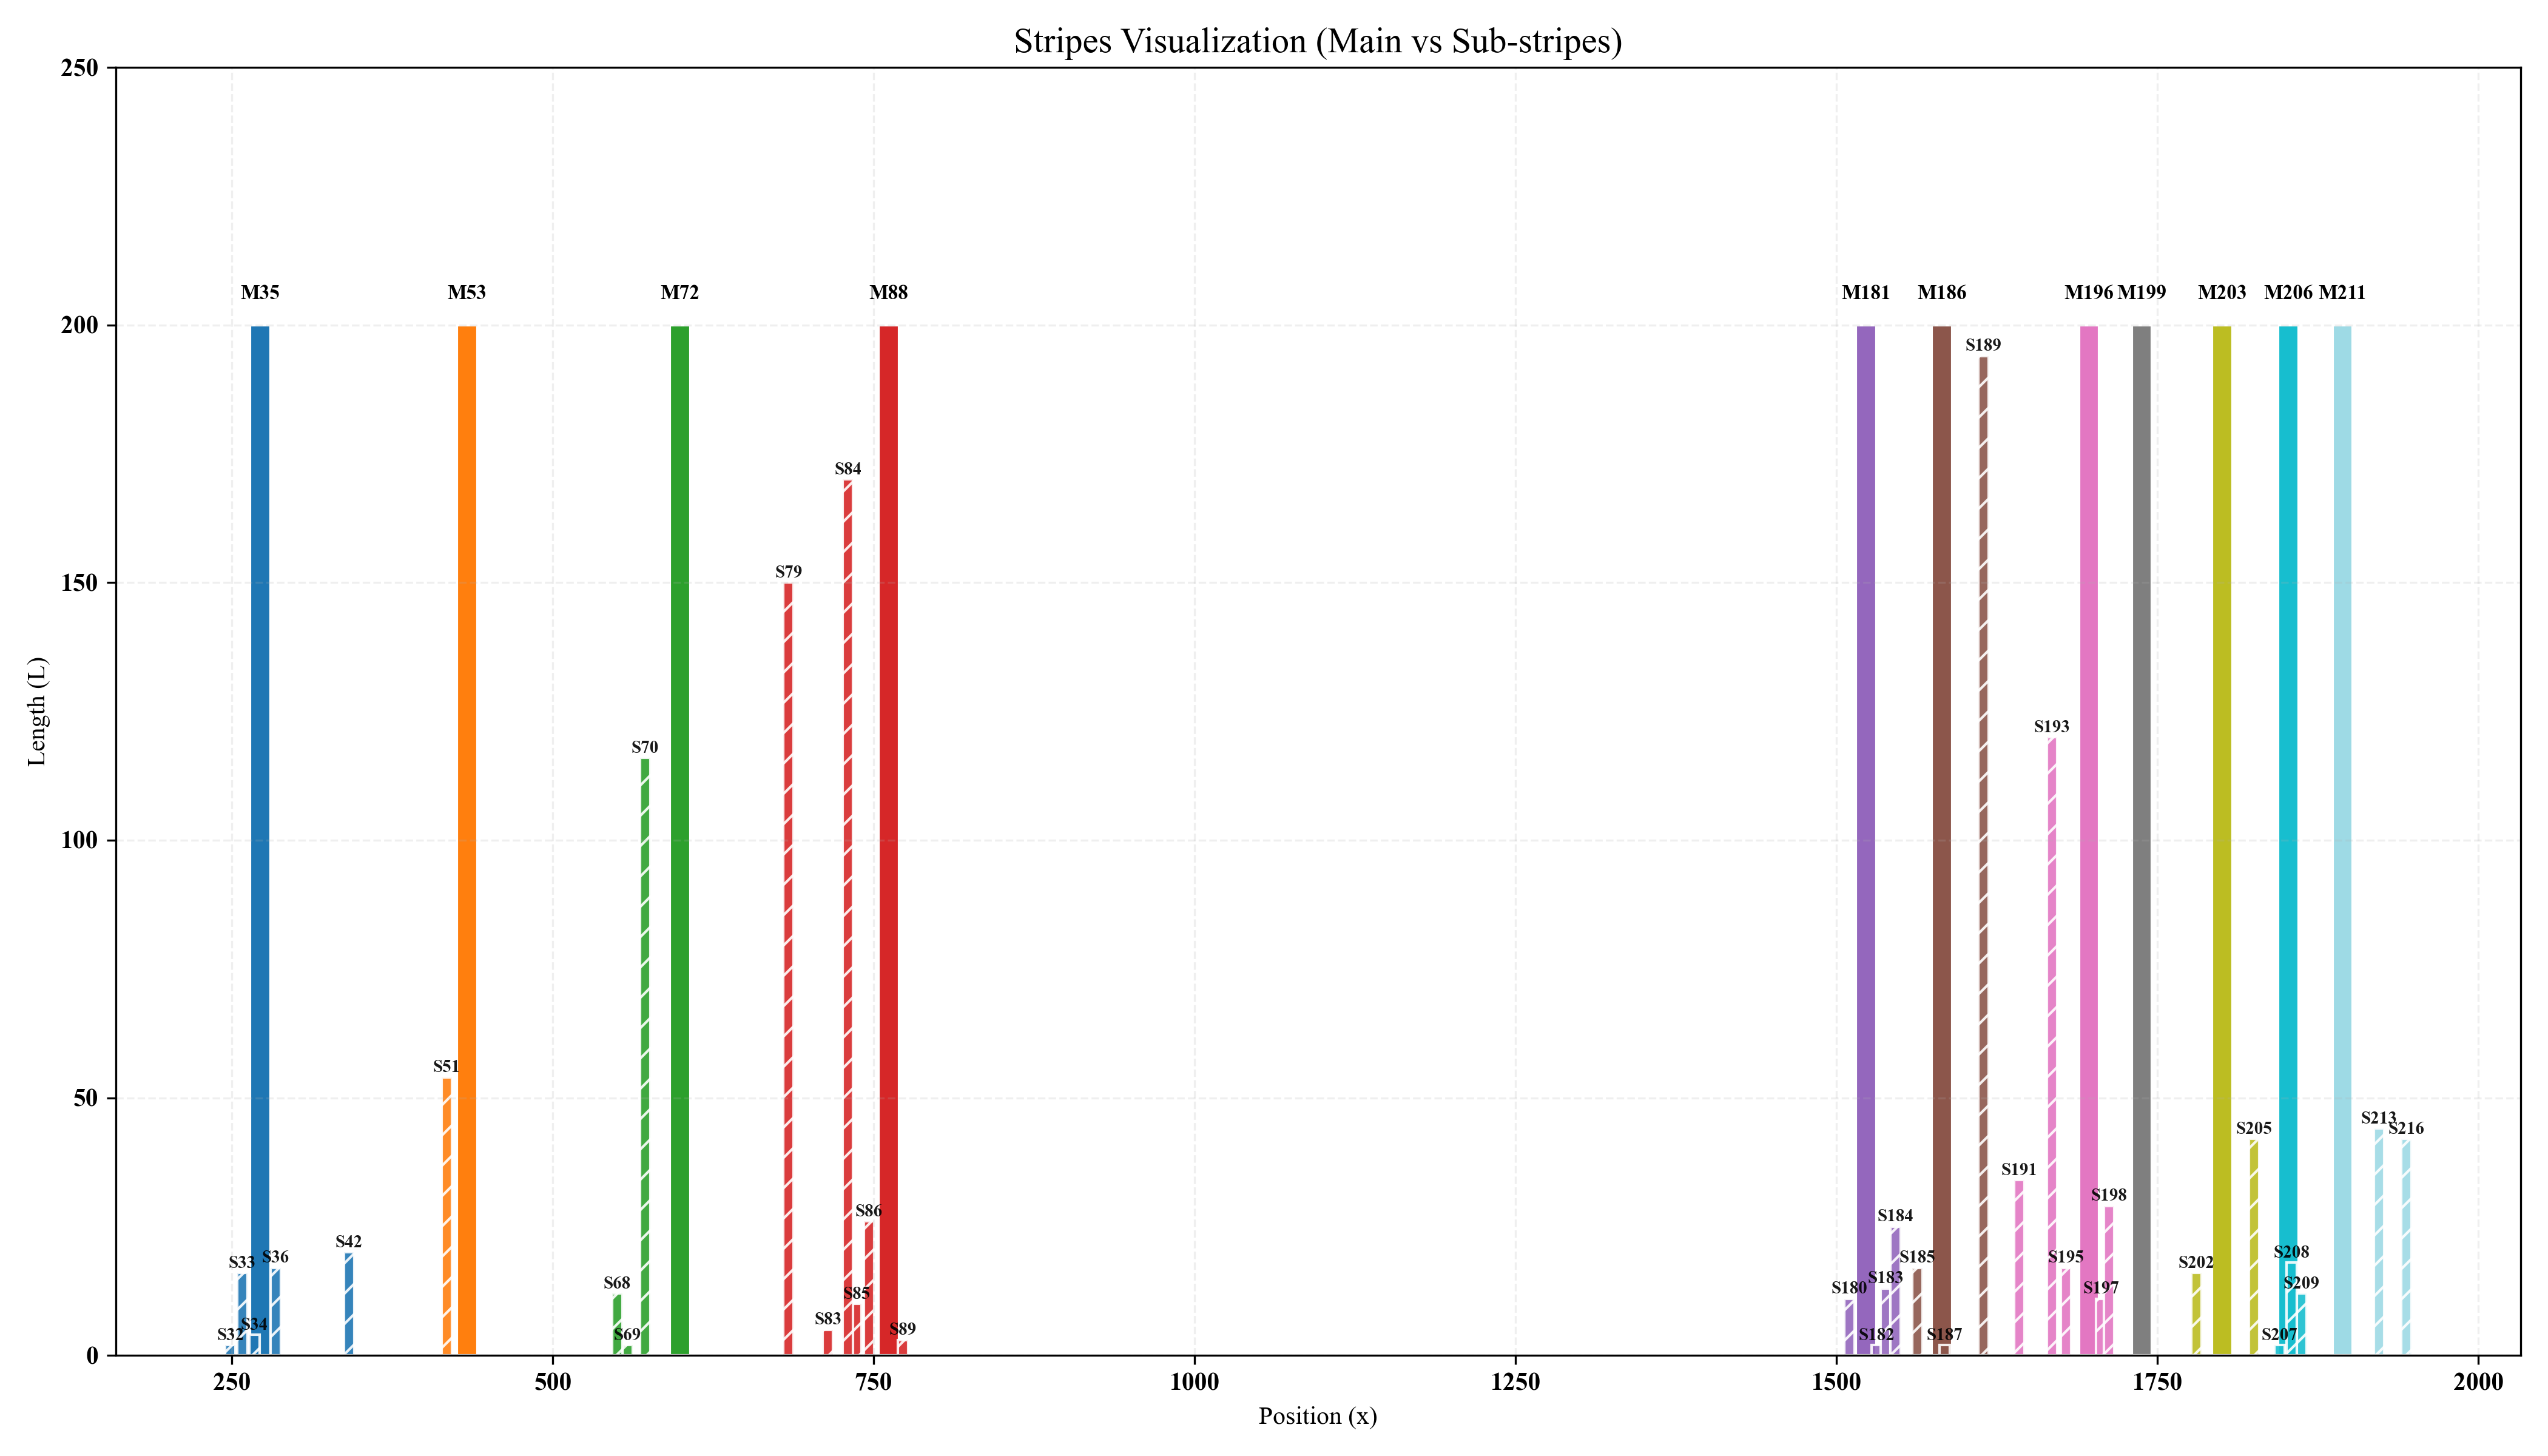 Stripes Visualization (Main vs Sub-stripes)
250
M35 M53 M72 M88 M181 M186 M196 M199 M203 M206 M211
200
S189
S84
S79
150
S70
S193
100
S51
50
S213
S205 S216
S191
S198
S86 S184
S42
S208
S36 S185 S195
S33 S202
S183
S68 S180 S197 S209
S85
S34
S83
S89
S32 S69 S182 S187 S207
0
250 500 750 1000 1250 1500 1750 2000
Position (x)
Length (L)